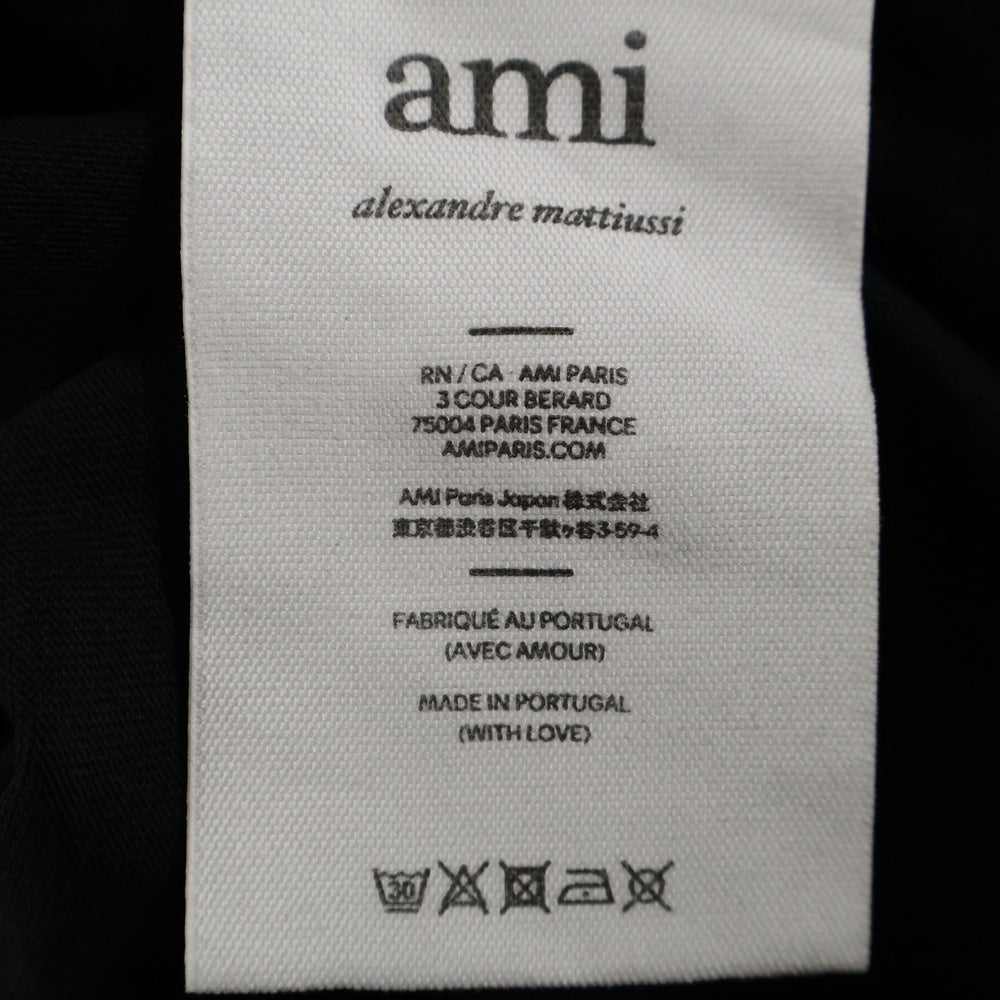 ami
alexandre mattiussi
RN / CA - AMI PARIS
3 COUR BERARD
75004 PARIS FRANCE
AMIPARIS.COM
AMI Paris Japan 株式会社
東京都渋谷区千駄ヶ谷3-59-4
FABRIQUÉ AU PORTUGAL
(AVEC AMOUR)
MADE IN PORTUGAL
(WITH LOVE)
30